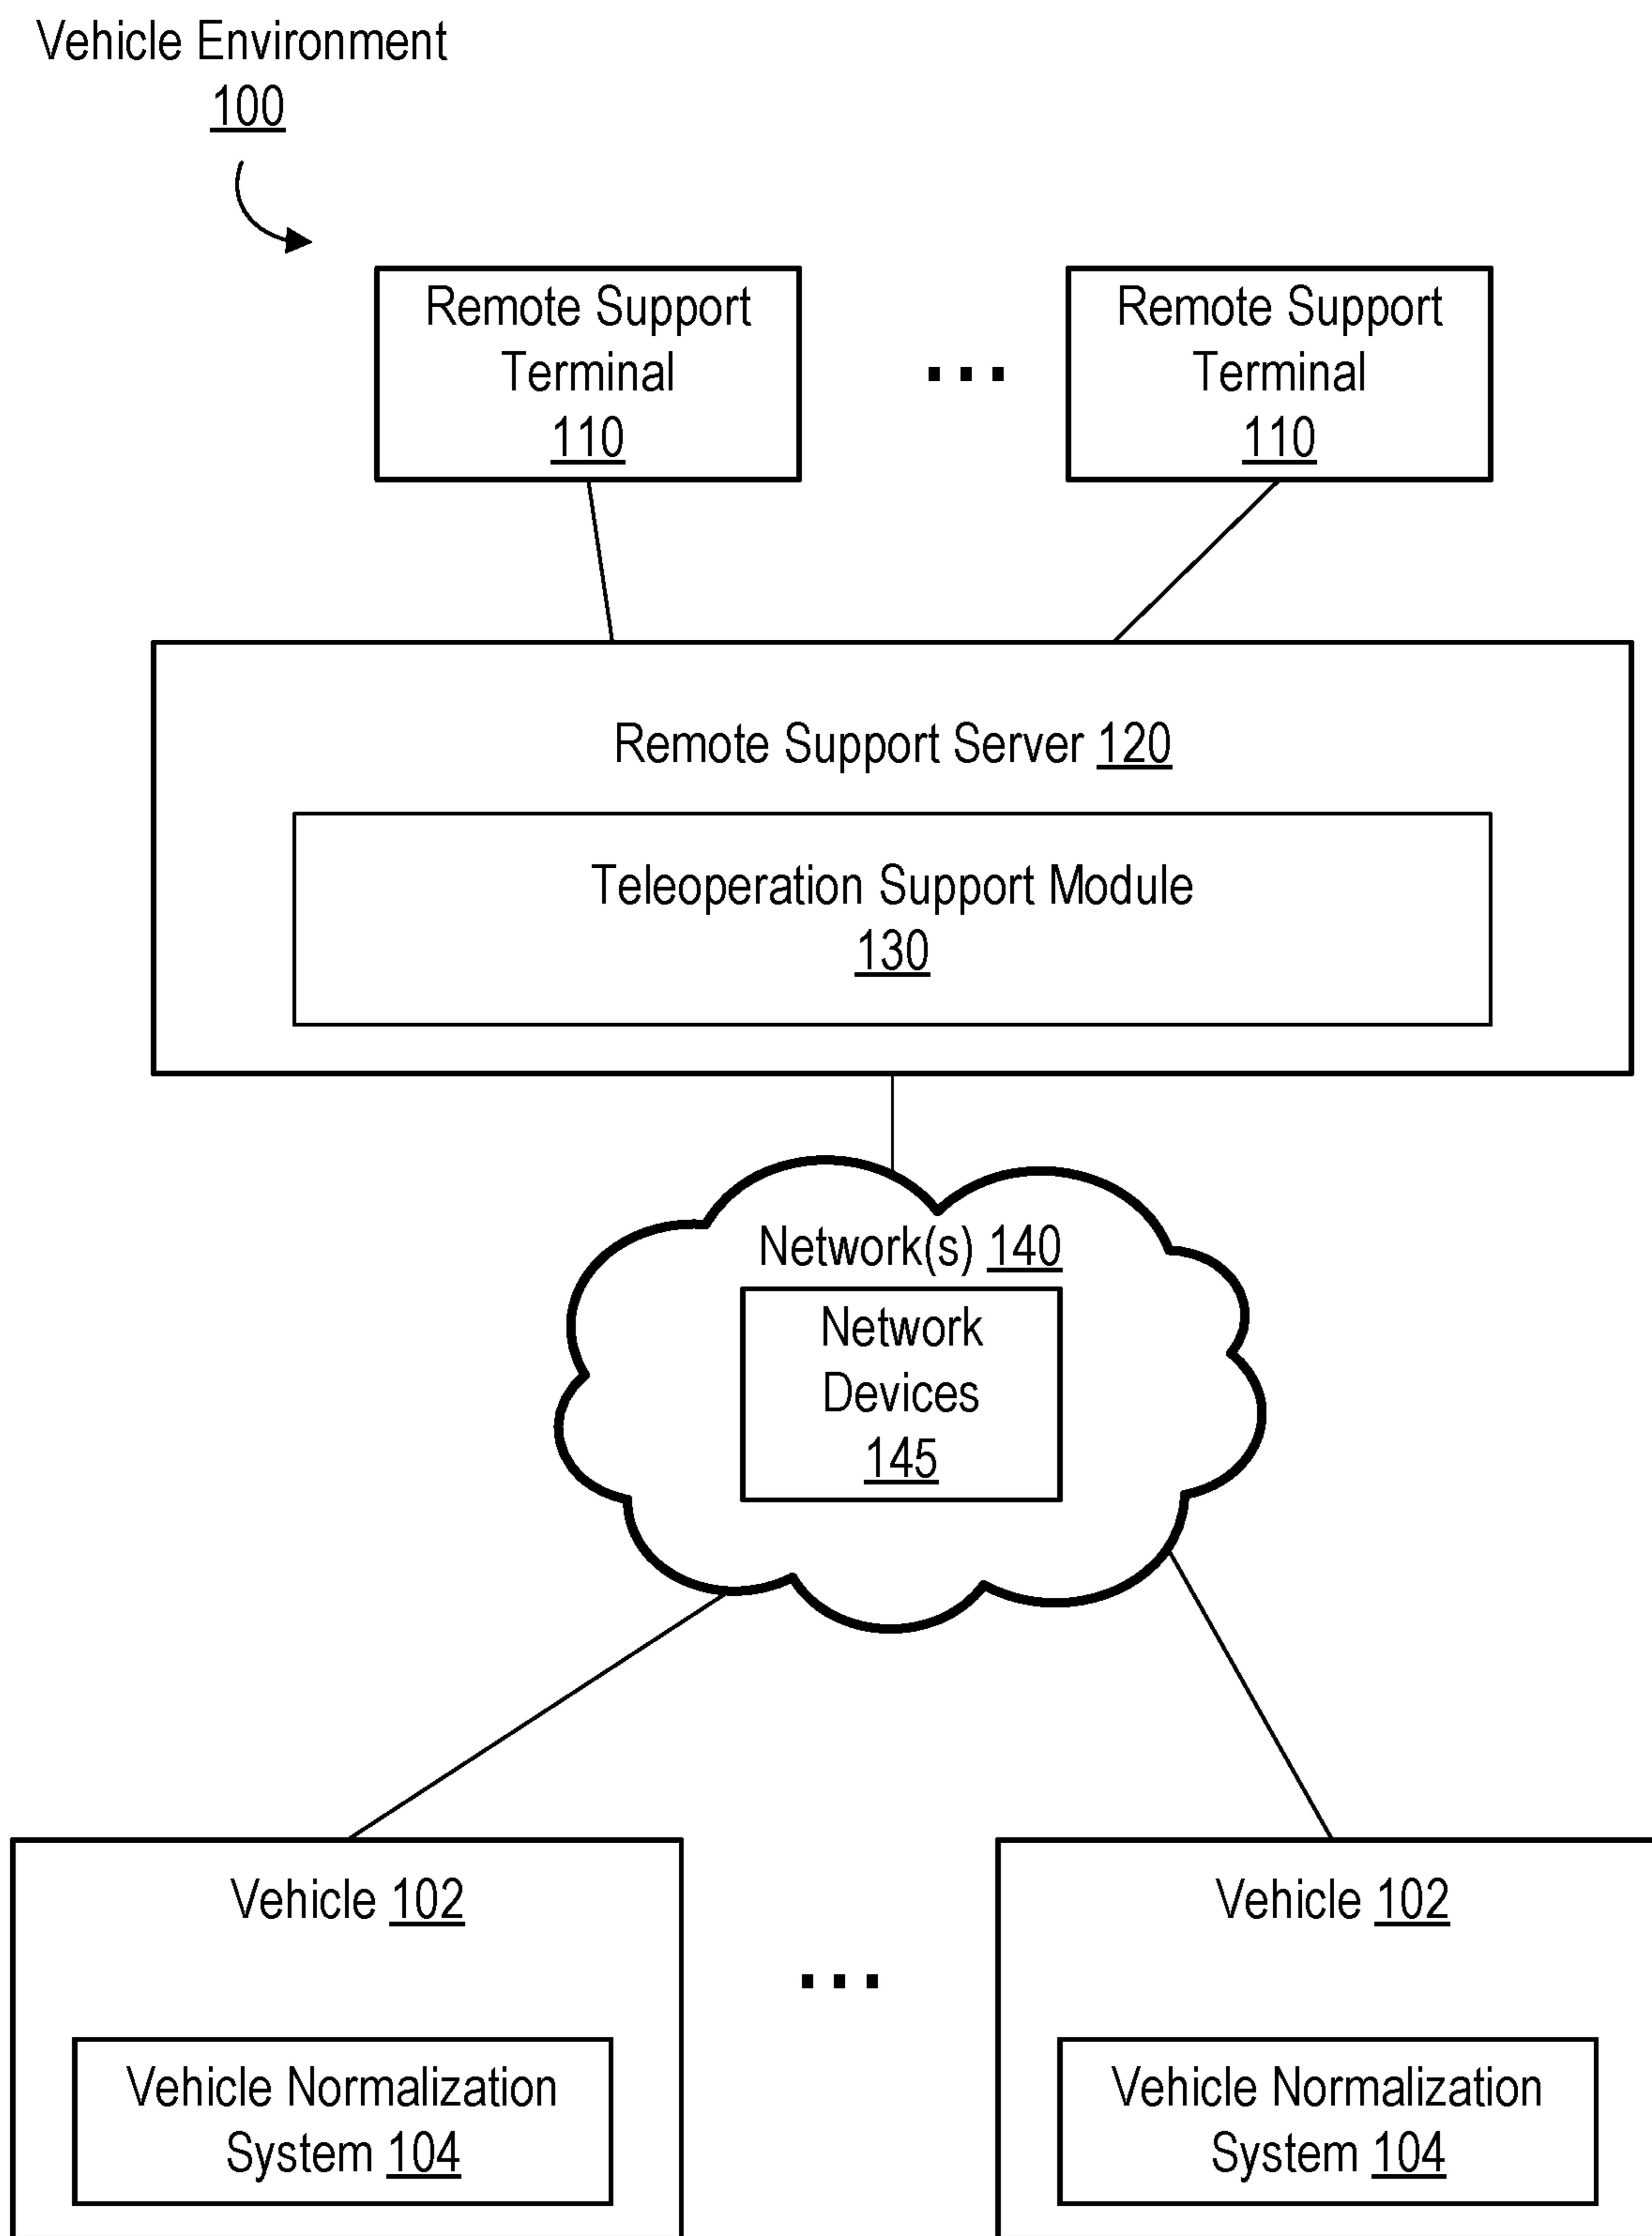 Vehicle Environment
100
Remote Support
Terminal
110
...
Remote Support
Terminal
110
Remote Support Server 120
Teleoperation Support Module
130
Network(s) 140
Network
Devices
145
Vehicle 102
Vehicle Normalization
System 104
...
Vehicle 102
Vehicle Normalization
System 104